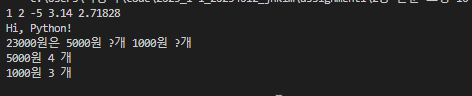 1 2 -5 3.14 2.71828
Hi, Python!
23000원은 5000원 ?개 1000원 ?개
5000원 4 개
1000원 3 개